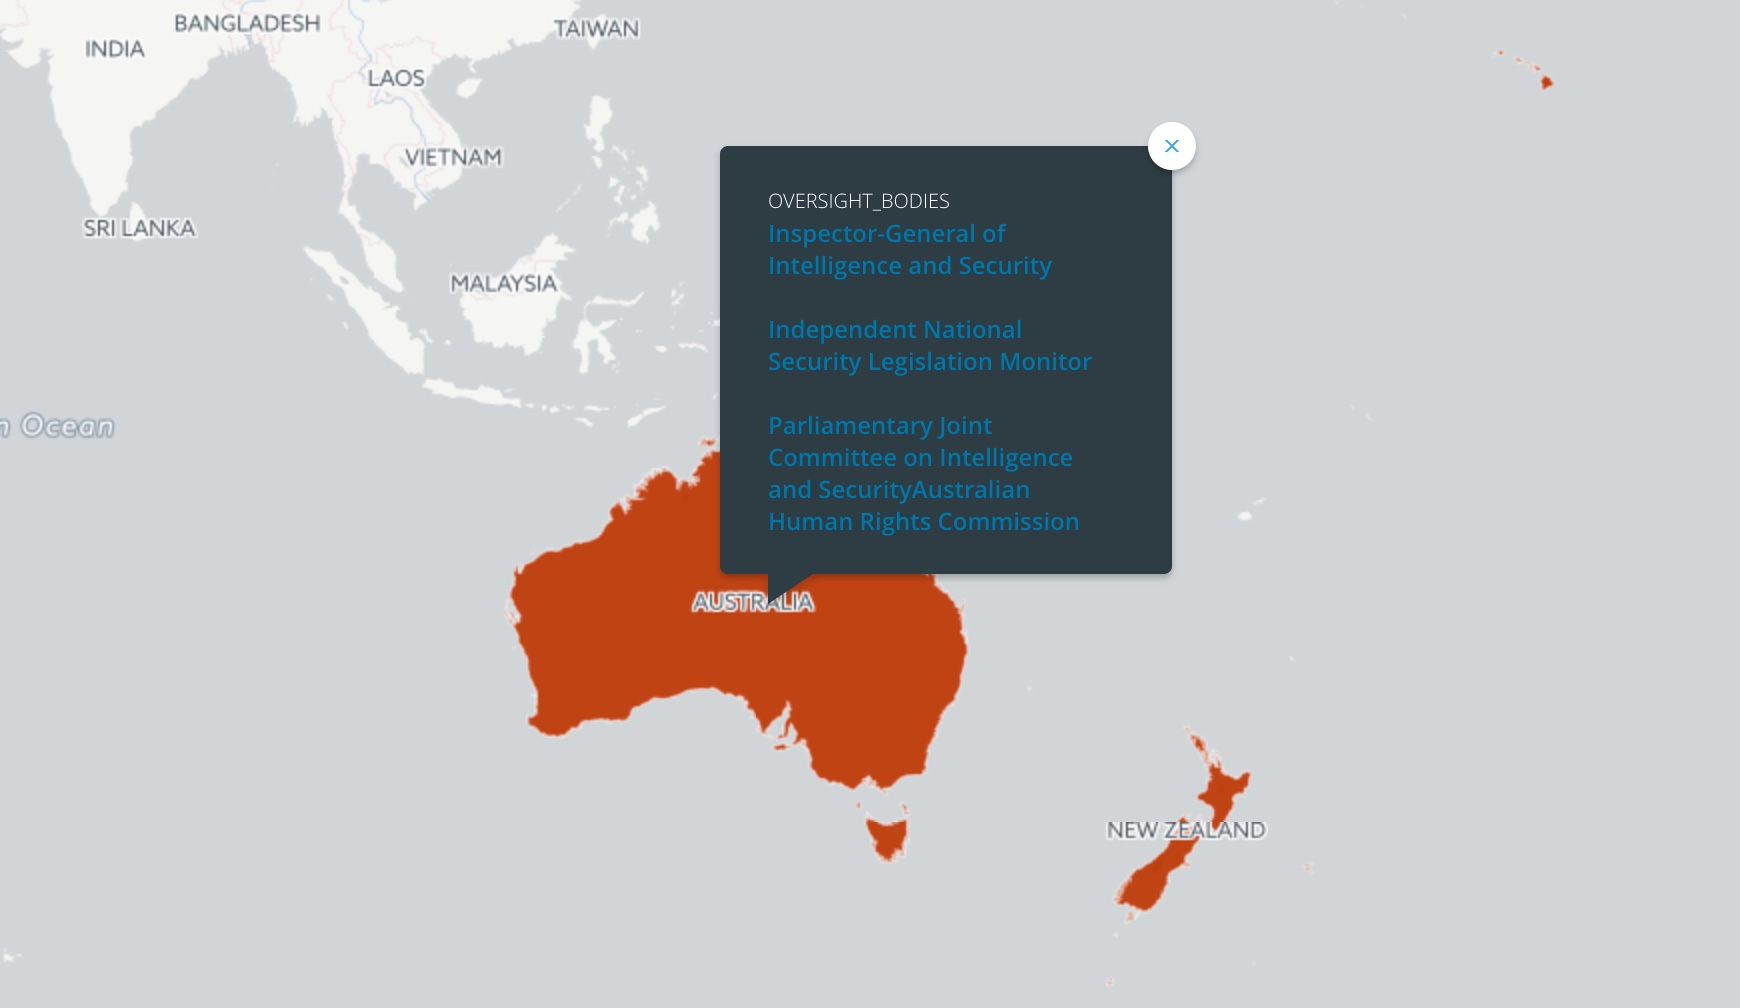 BANGLADESH
TAIWAN
INDIA
LAOS
VIETNAM
SRI LANKA
MALAYSIA
OVERSIGHT_BODIES
Inspector-General of
Intelligence and Security
Independent National
Security Legislation Monitor
Parliamentary Joint
Committee on Intelligence
and SecurityAustralian
Human Rights Commission
n Ocean
AUSTRALIA
NEW ZEALAND